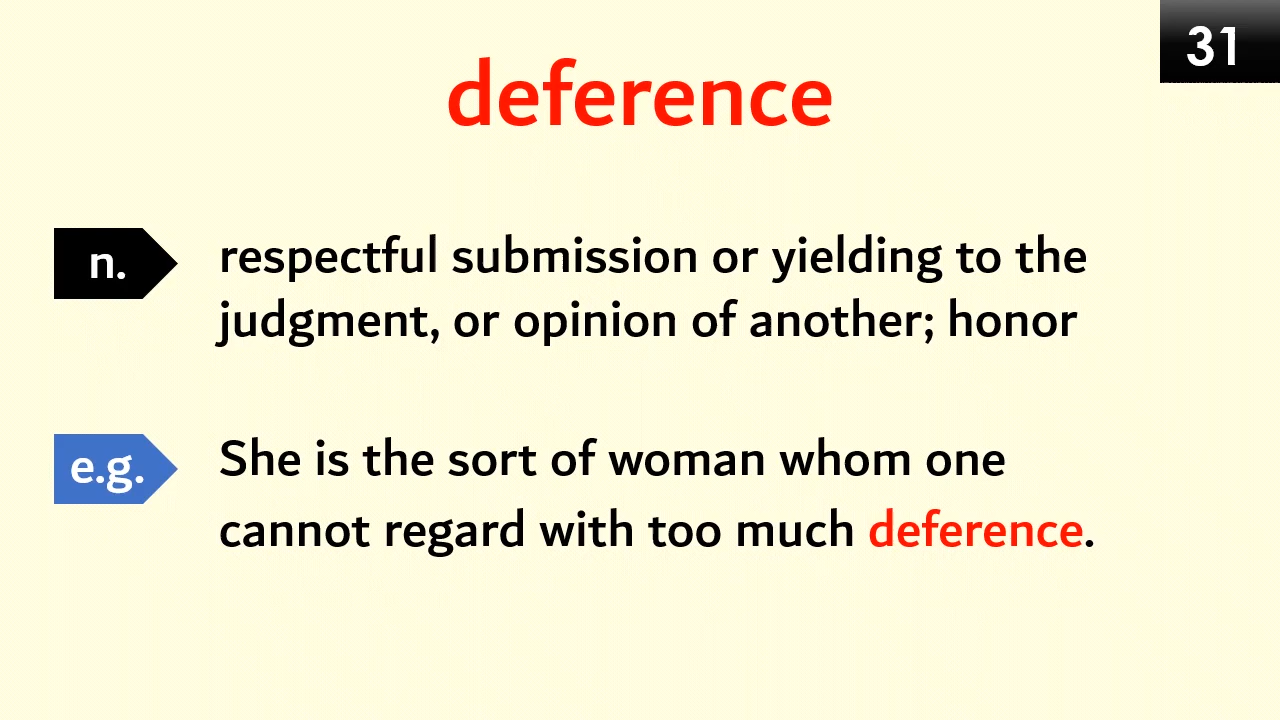 31
deference
n.
respectful submission or yielding to the
judgment, or opinion of another; honor
e.g.
She is the sort of woman whom one
cannot regard with too much deference.